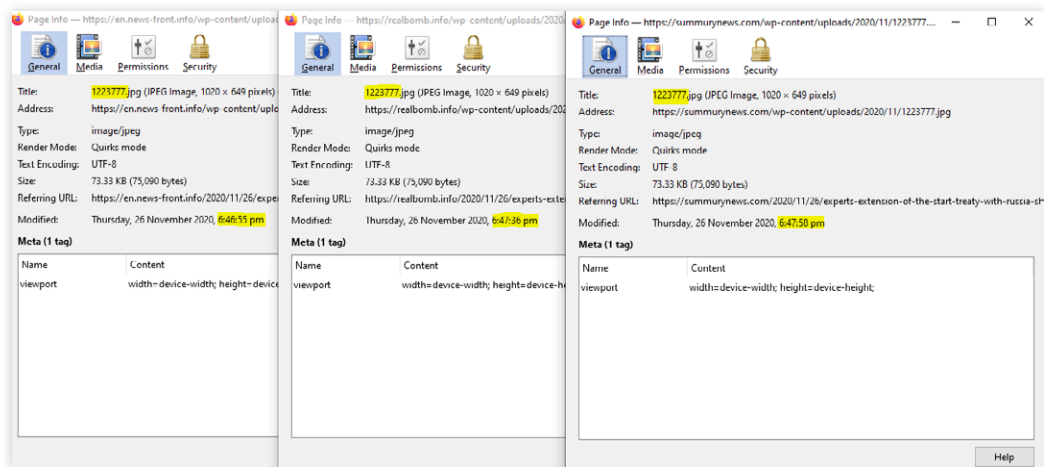 Page Info — https://en.news-front.info/wp-content/uploads
General Media Permissions Security
Title: 1223777.jpg (JPEG Image, 1020 × 649 pixels)
Address: https://en.news-front.info/wp-content/uplo
Type: image/jpeg
Render Mode: Quirks mode
Text Encoding: UTF-8
Size: 73.33 KB (75,090 bytes)
Referring URL: https://en.news-front.info/2020/11/26/exper
Modified: Thursday, 26 November 2020, 6:46:55 pm
Meta (1 tag)
Name Content
viewport width=device-width; height=device
Page Info — https://realbomb.info/wp-content/uploads/2020/
General Media Permissions Security
Title: 1223777.jpg (JPEG Image, 1020 × 649 pixels)
Address: https://realbomb.info/wp-content/uploads/202
Type: image/jpeg
Render Mode: Quirks mode
Text Encoding: UTF-8
Size: 73.33 KB (75,090 bytes)
Referring URL: https://realbomb.info/2020/11/26/experts-exte
Modified: Thursday, 26 November 2020, 6:47:36 pm
Meta (1 tag)
Name Content
viewport width=device-width; height=device-h
Page Info — https://summurynews.com/wp-content/uploads/2020/11/1223777....
General Media Permissions Security
Title: 1223777.jpg (JPEG Image, 1020 × 649 pixels)
Address: https://summurynews.com/wp-content/uploads/2020/11/1223777.jpg
Type: image/jpeg
Render Mode: Quirks mode
Text Encoding: UTF-8
Size: 73.33 KB (75,090 bytes)
Referring URL: https://summurynews.com/2020/11/26/experts-extension-of-the-start-treaty-with-russia-sh
Modified: Thursday, 26 November 2020, 6:47:58 pm
Meta (1 tag)
Name Content
viewport width=device-width; height=device-height;
Help